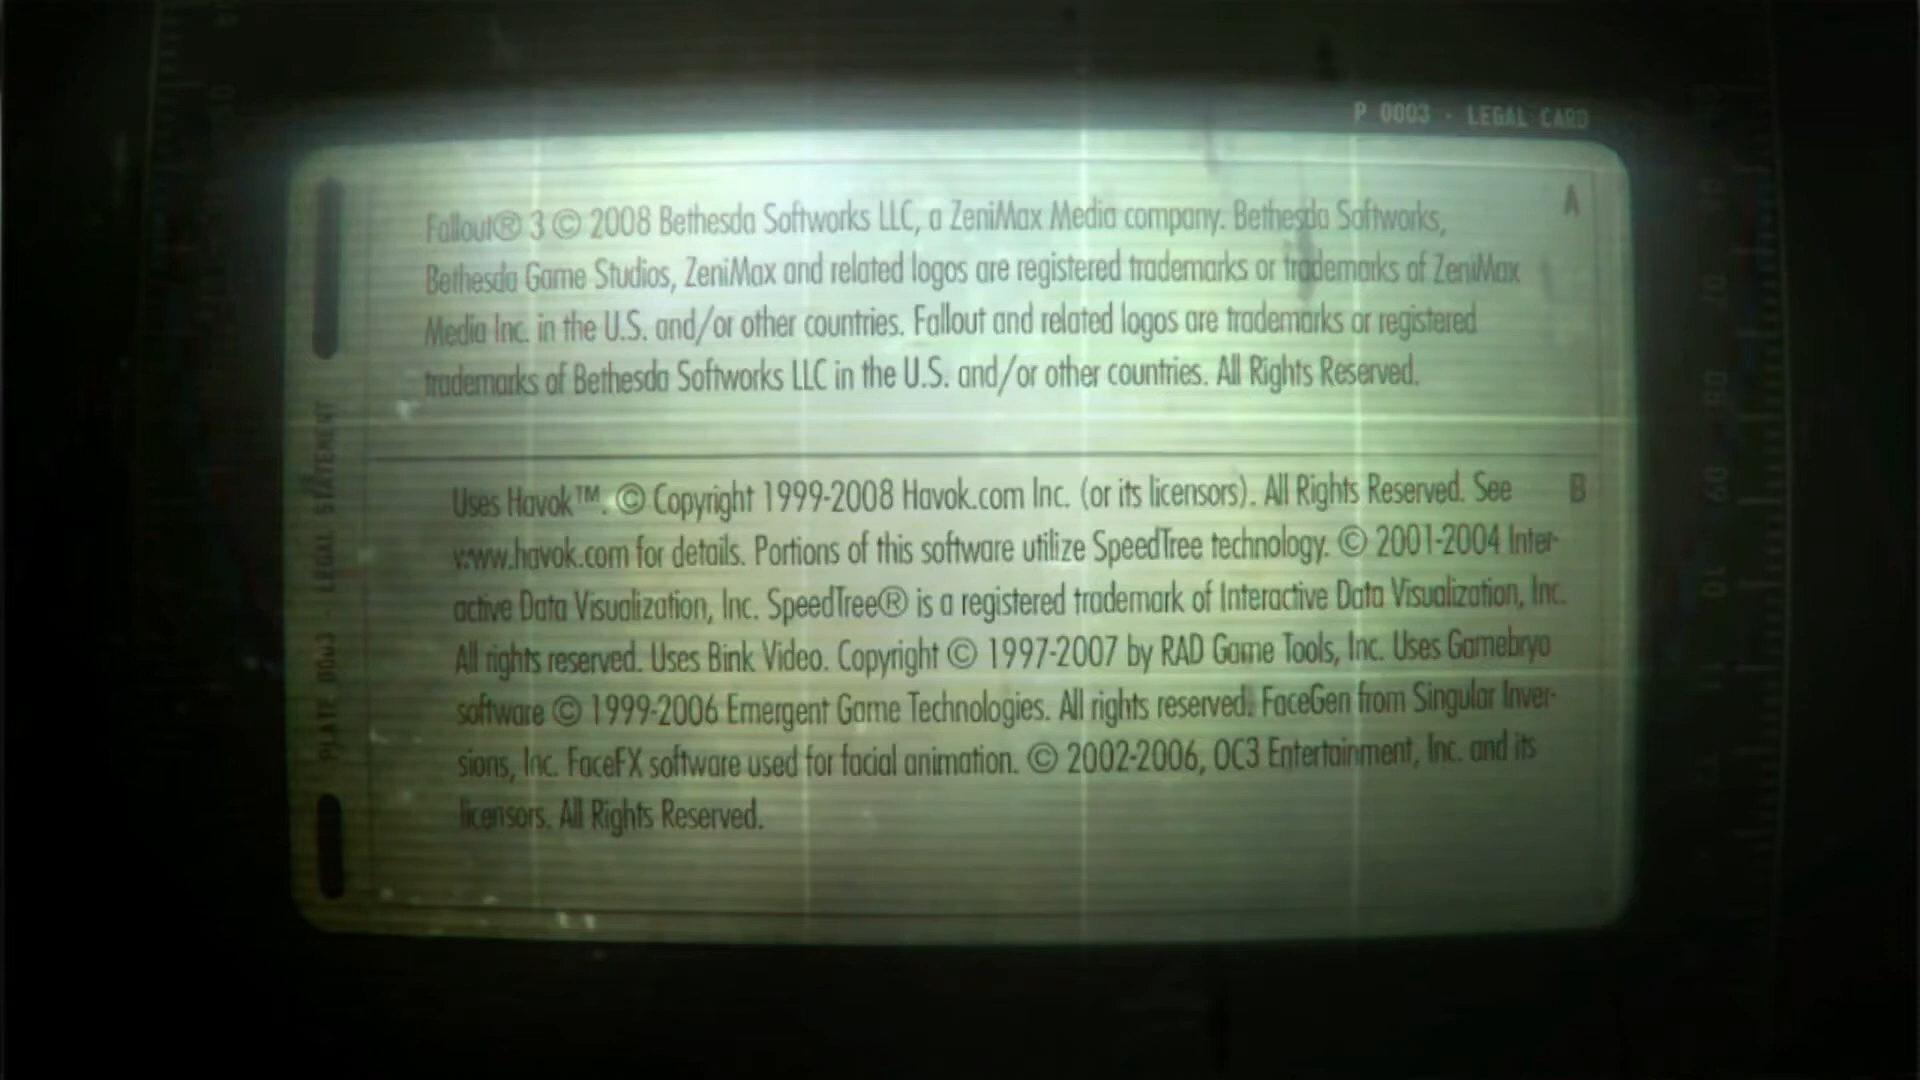 P 0003 - LEGAL CARD
A
Fallout® 3 © 2008 Bethesda Softworks LLC, a ZeniMax Media company. Bethesda Softworks,
Bethesda Game Studios, ZeniMax and related logos are registered trademarks or trademarks of ZeniMax
Media Inc. in the U.S. and/or other countries. Fallout and related logos are trademarks or registered
trademarks of Bethesda Softworks LLC in the U.S. and/or other countries. All Rights Reserved.
B
Uses Havok™. © Copyright 1999-2008 Havok.com Inc. (or its licensors). All Rights Reserved. See
www.havok.com for details. Portions of this software utilize SpeedTree technology. © 2001-2004 Inter-
active Data Visualization, Inc. SpeedTree® is a registered trademark of Interactive Data Visualization, Inc.
All rights reserved. Uses Bink Video. Copyright © 1997-2007 by RAD Game Tools, Inc. Uses Gamebryo
software © 1999-2006 Emergent Game Technologies. All rights reserved. FaceGen from Singular Inver-
sions, Inc. FaceFX software used for facial animation. © 2002-2006, OC3 Entertainment, Inc. and its
licensors. All Rights Reserved.
PLATE 0003 - LEGAL STATEMENT